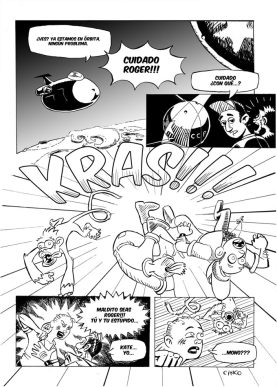 ¿VES? YA ESTAMOS EN ÓRBITA,
NINGÚN PROBLEMA.
CUIDADO
ROGER!!!
CUIDADO
¿CON QUÉ...?
CCCP
KRAS!!!!
MALDITO SEAS
ROGER!!!
TÚ Y TU ESTÚPIDO...
KATE...
YO...
...MONO???